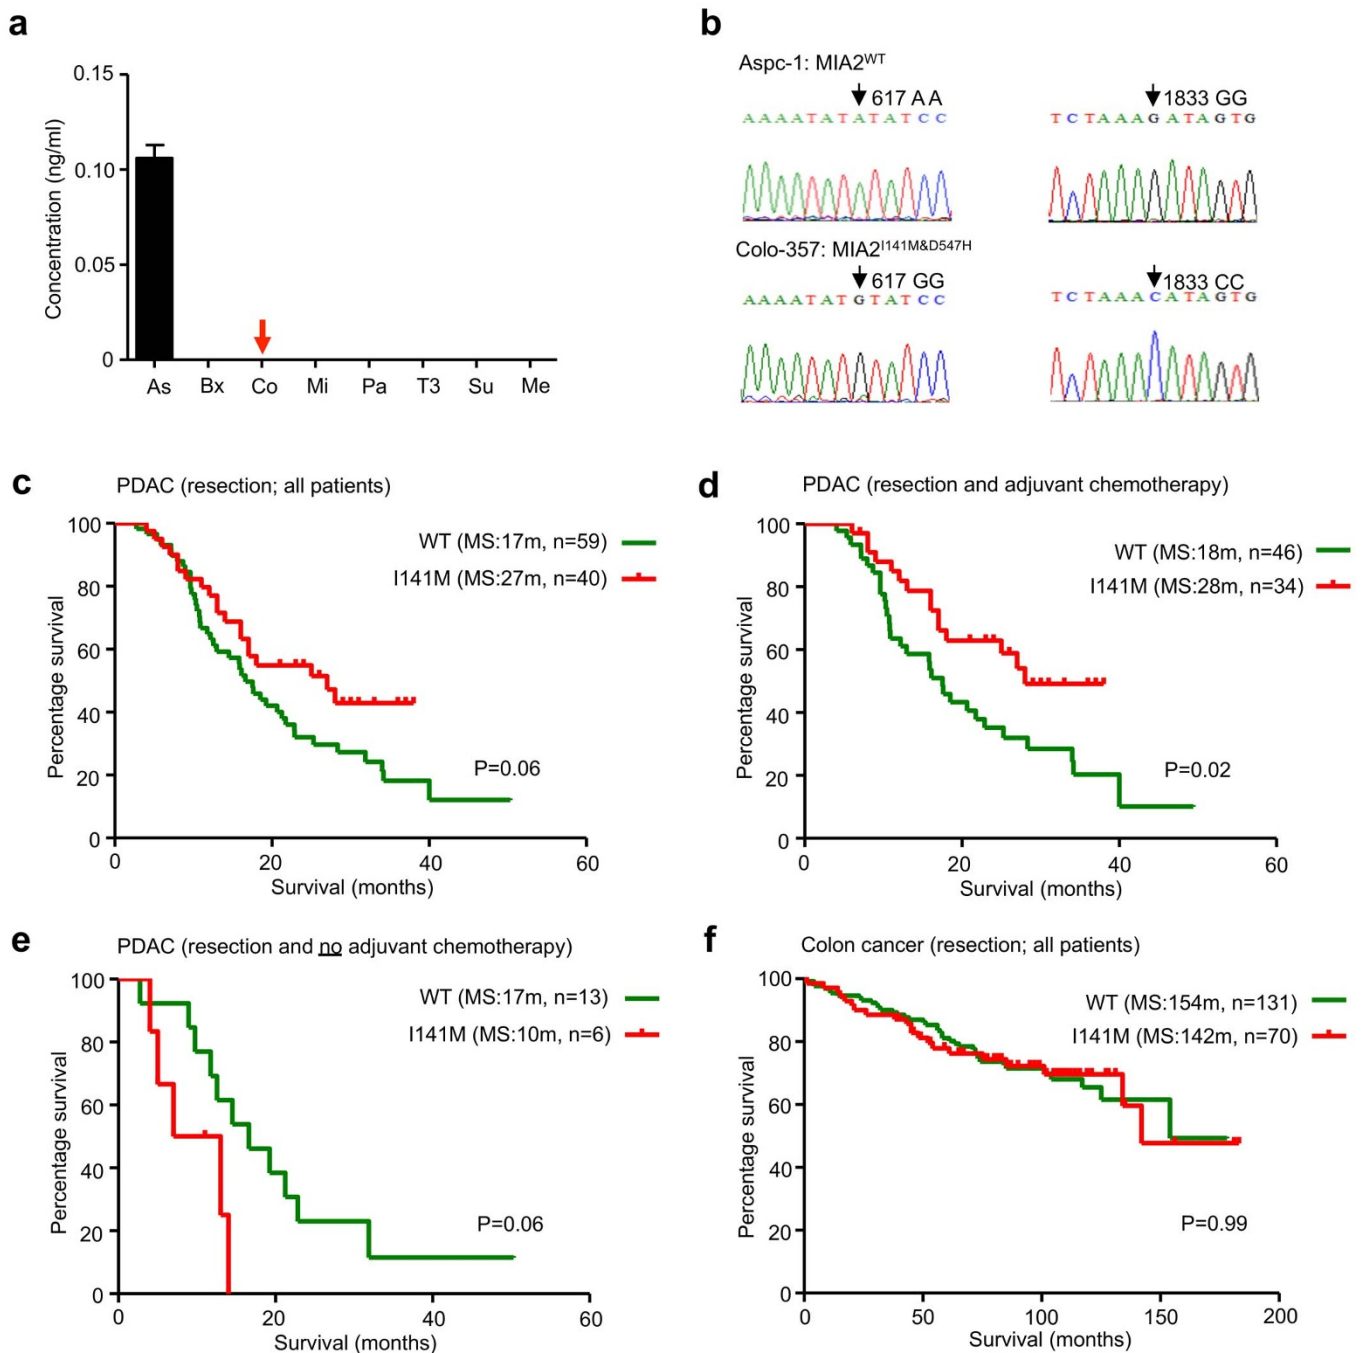 a
Concentration (ng/ml)
0.15
0.10
0.05
0
As Bx Co Mi Pa T3 Su Me
b
Aspc-1: MIA2WT
617 AA
AAAATATATATCC
1833 GG
TCTAAAGATAGTG
Colo-357: MIA2I141M&D547H
617 GG
AAAATATGTATCC
1833 CC
TCTAAACATAGTG
c
PDAC (resection; all patients)
Percentage survival
100
80
60
40
20
0
WT (MS:17m, n=59)
I141M (MS:27m, n=40)
P=0.06
0 20 40 60
Survival (months)
d
PDAC (resection and adjuvant chemotherapy)
Percentage survival
100
80
60
40
20
0
WT (MS:18m, n=46)
I141M (MS:28m, n=34)
P=0.02
0 20 40 60
Survival (months)
e
PDAC (resection and no adjuvant chemotherapy)
Percentage survival
100
80
60
40
20
0
WT (MS:17m, n=13)
I141M (MS:10m, n=6)
P=0.06
0 20 40 60
Survival (months)
f
Colon cancer (resection; all patients)
Percentage survival
100
80
60
40
20
0
WT (MS:154m, n=131)
I141M (MS:142m, n=70)
P=0.99
0 50 100 150 200
Survival (months)